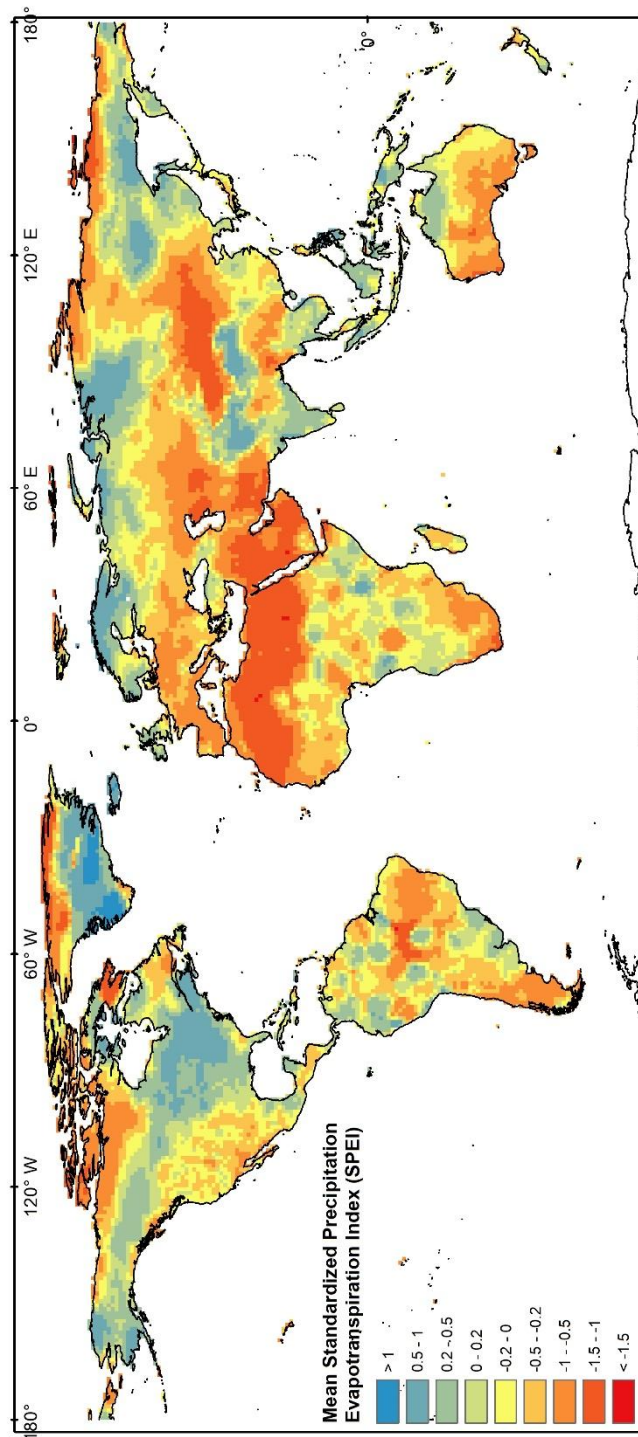 180°
120° W
60° W
0°
60° E
120° E
180°
0°
Mean Standardized Precipitation
Evapotranspiration Index (SPEI)
> 1
0.5 - 1
0.2 -0.5
0 - 0.2
-0.2 - 0
-0.5 --0.2
-1 --0.5
-1.5 --1
< -1.5